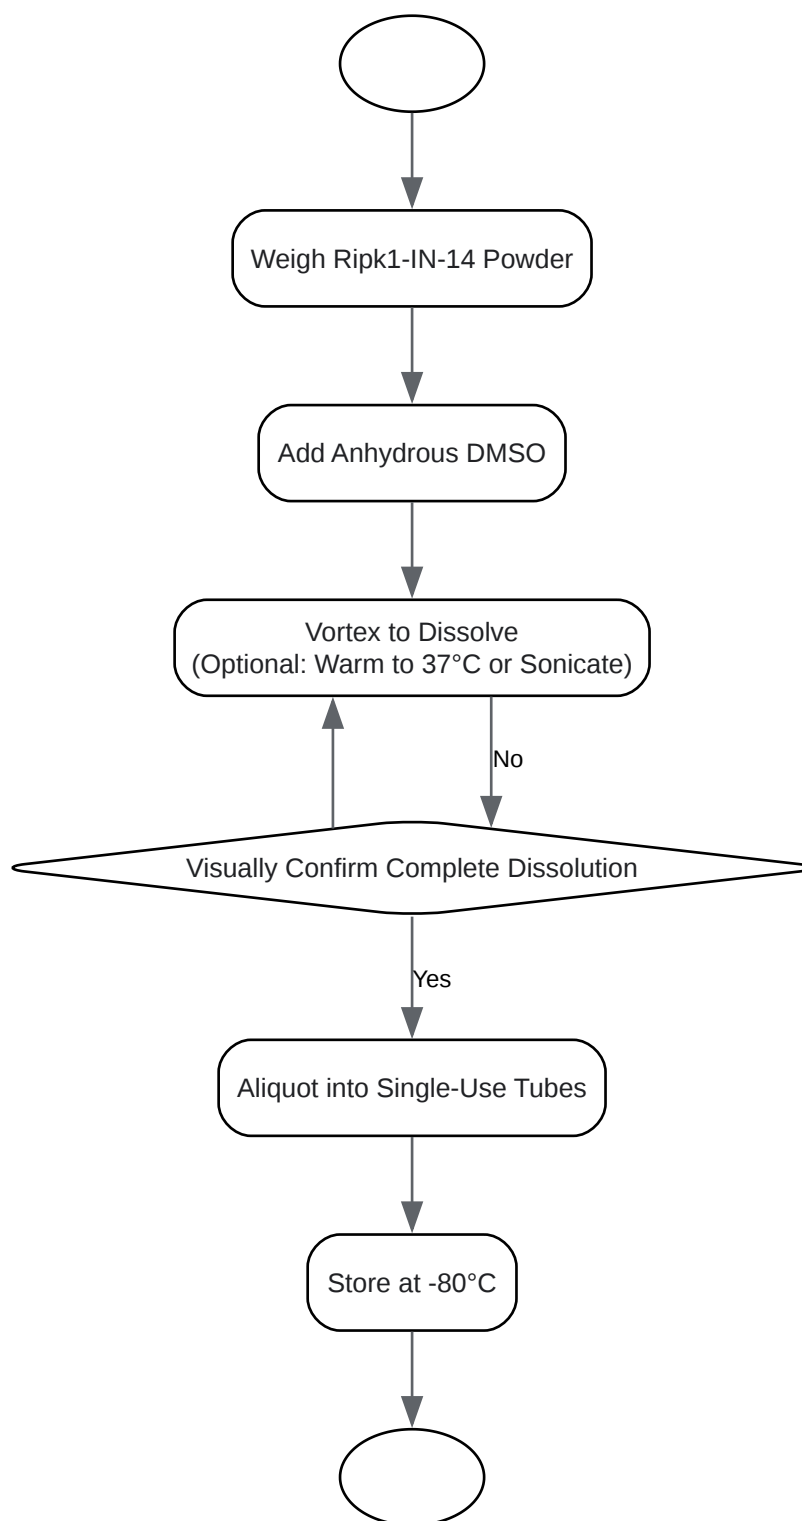 Weigh Ripk1-IN-14 Powder
Add Anhydrous DMSO
Vortex to Dissolve
(Optional: Warm to 37°C or Sonicate)
No
Visually Confirm Complete Dissolution
Yes
Aliquot into Single-Use Tubes
Store at -80°C